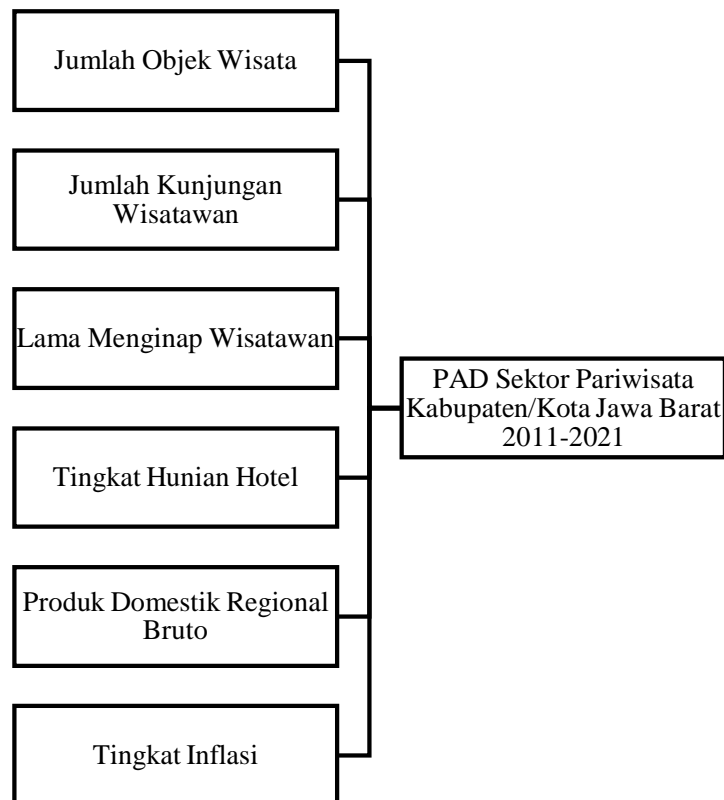 Jumlah Objek Wisata
Jumlah Kunjungan
Wisatawan
Lama Menginap Wisatawan
Tingkat Hunian Hotel
Produk Domestik Regional
Bruto
Tingkat Inflasi
PAD Sektor Pariwisata
Kabupaten/Kota Jawa Barat
2011-2021